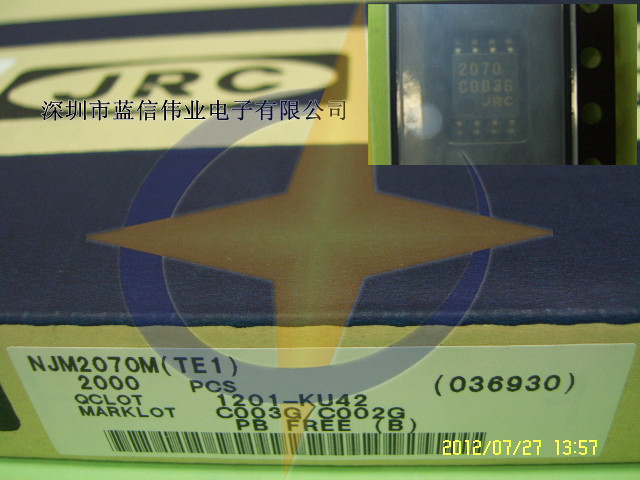 JRC
深圳市蓝信伟业电子有限公司
2070
C003G
JRC
NJM2070M(TE1)
2000 PCS
QCLOT 1201-KU42
MARKLOT C003G/C002G
PB FREE (B)
(036930)
2012/07/27 13:57